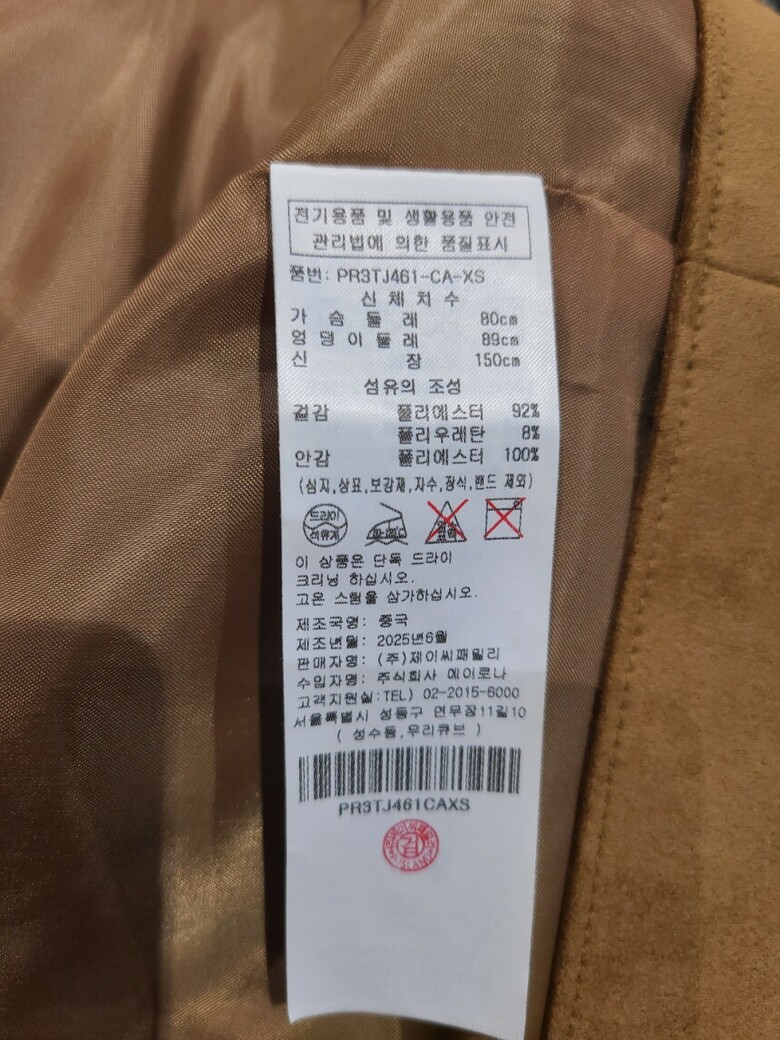 전기용품 및 생활용품 안전
관리법에 의한 품질표시
품번: PR3TJ461-CA-XS
신 체 치 수
가 슴 둘 레 80cm
엉 덩 이 둘 레 89cm
신 장 150cm
섬유의 조성
겉감 폴리에스터 92%
폴리우레탄 8%
안감 폴리에스터 100%
(심지,상표,보강재,자수,장식,밴드 제외)
드라이
석유계
이 상품은 단독 드라이
크리닝 하십시오.
고온 스팀을 삼가하십시오.
제조국명: 중국
제조년월: 2025년6월
판매자명: (주)제이씨패밀리
수입자명: 주식회사 에이로나
고객지원실:TEL) 02-2015-6000
서울특별시 성동구 연무장11길10
( 성수동,우리큐브 )
PR3TJ461CAXS
검